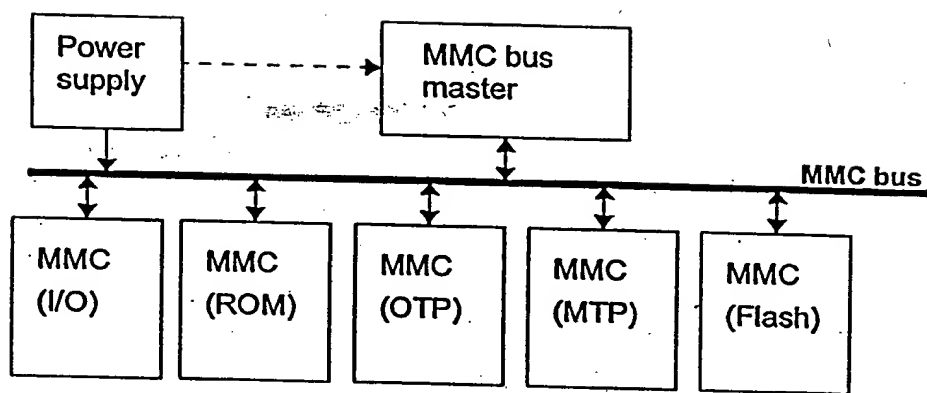 Power
supply
MMC bus
master
MMC bus
MMC
(I/O)
MMC
(ROM)
MMC
(OTP)
MMC
(MTP)
MMC
(Flash)